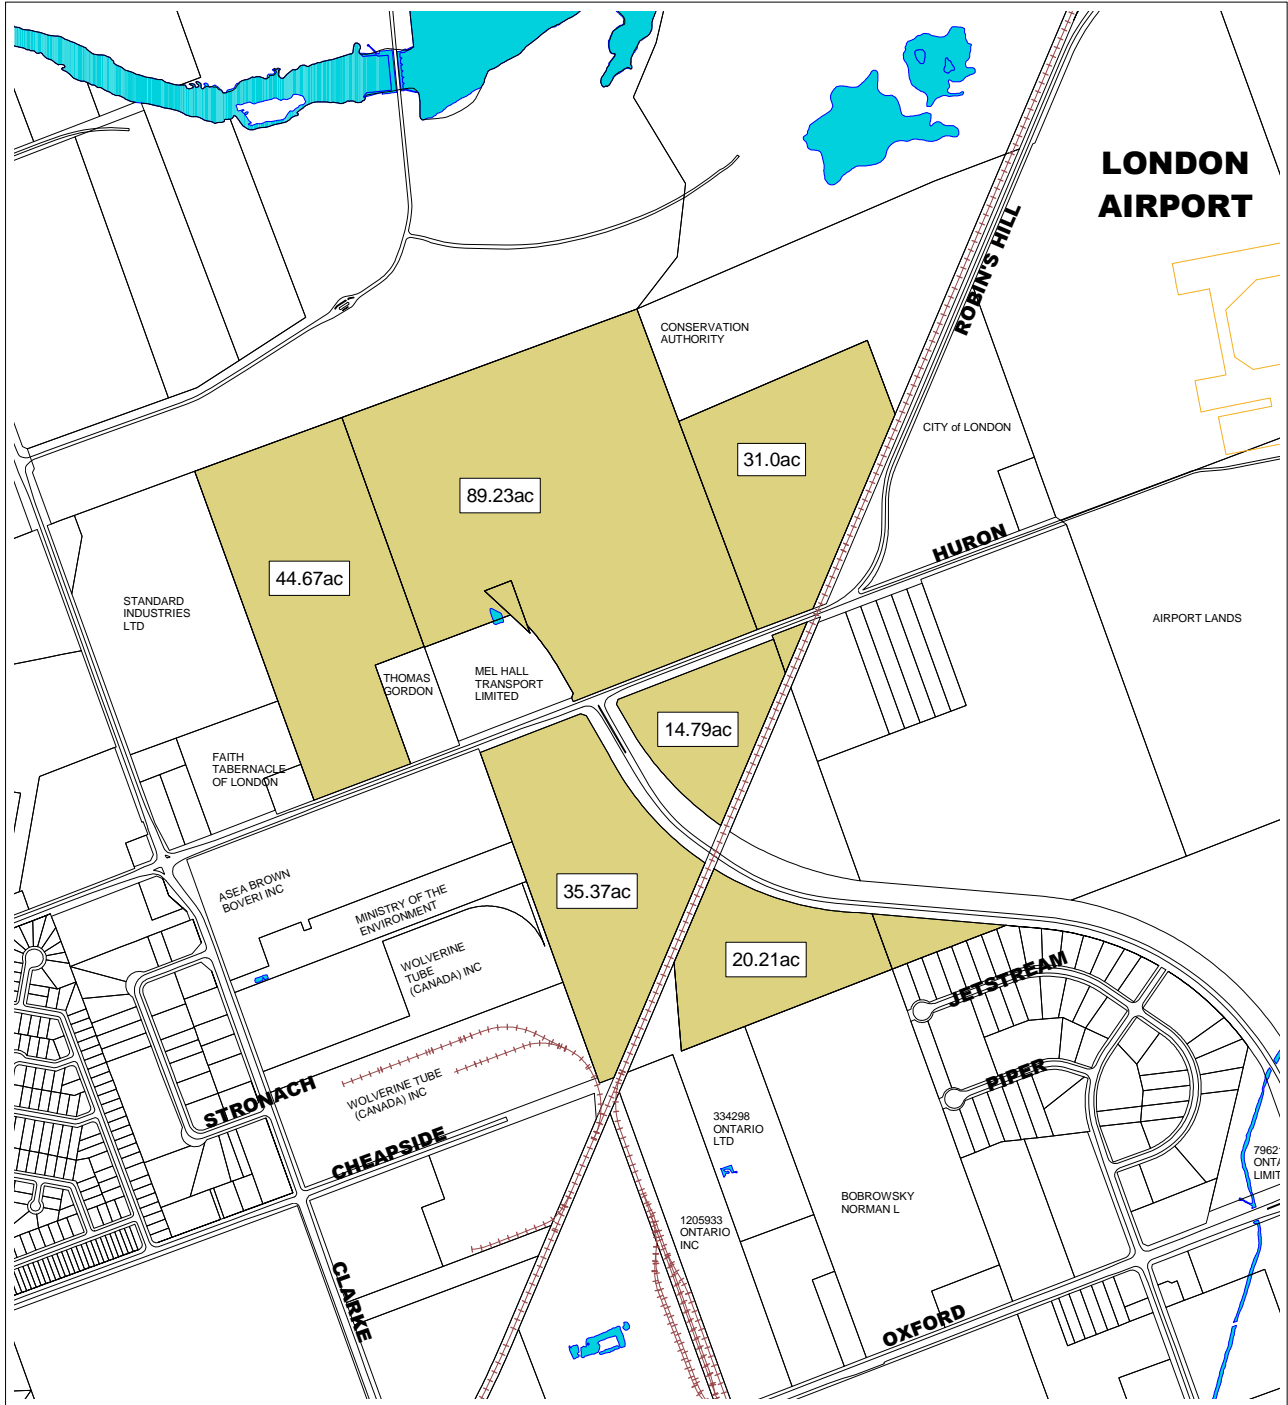 LONDON
AIRPORT
ROBIN'S HILL
CONSERVATION
AUTHORITY
CITY of LONDON
31.0ac
89.23ac
HURON
44.67ac
STANDARD
INDUSTRIES
LTD
AIRPORT LANDS
THOMAS
GORDON
MEL HALL
TRANSPORT
LIMITED
14.79ac
FAITH
TABERNACLE
OF LONDON
ASEA BROWN
BOVERI INC
MINISTRY OF THE
ENVIRONMENT
35.37ac
WOLVERINE
TUBE
(CANADA) INC
20.21ac
JETSTREAM
PIPER
STRONACH
WOLVERINE TUBE
(CANADA) INC
CHEAPSIDE
334298
ONTARIO
LTD
7962
ONTA
LIMIT
BOBROWSKY
NORMAN L
1205933
ONTARIO
INC
CLARKE
OXFORD